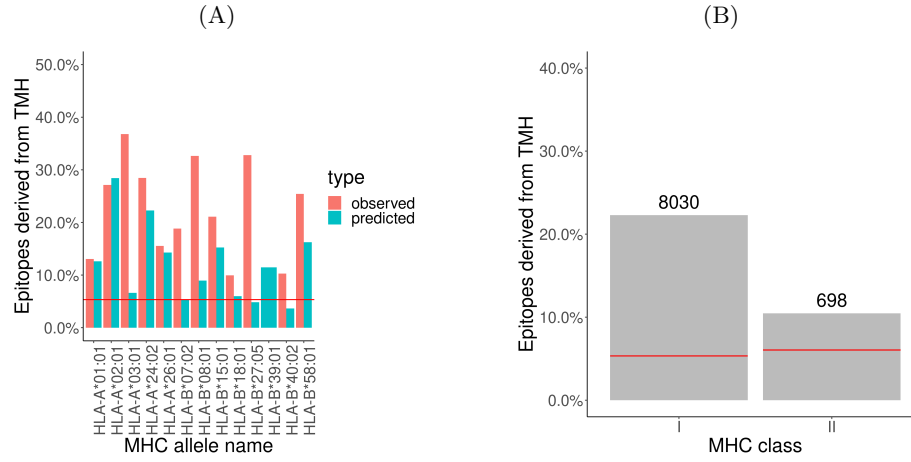 (A)
Epitopes derived from TMH
50.0%
40.0%
30.0%
20.0%
10.0%
0.0%
HLA-A*01:01
HLA-A*02:01
HLA-A*03:01
HLA-A*24:02
HLA-A*26:01
HLA-B*07:02
HLA-B*08:01
HLA-B*15:01
HLA-B*18:01
HLA-B*27:05
HLA-B*39:01
HLA-B*40:02
HLA-B*58:01
MHC allele name
type
observed
predicted
(B)
Epitopes derived from TMH
40.0%
30.0%
20.0%
10.0%
0.0%
8030
698
I
II
MHC class